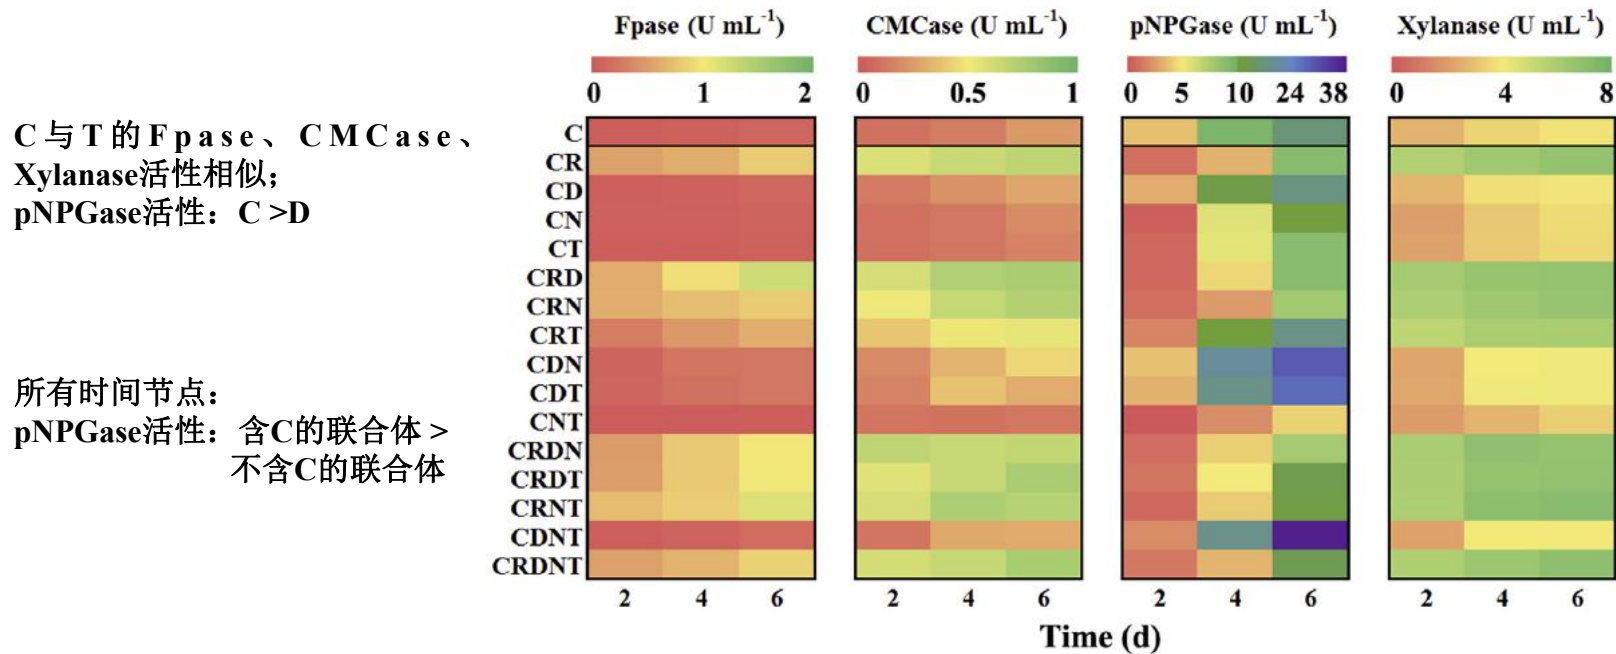 Fpase (U mL⁻¹) CMCase (U mL⁻¹) pNPGase (U mL⁻¹) Xylanase (U mL⁻¹)
0 1 2 0 0.5 1 0 5 10 24 38 0 4 8
C与T的Fpase、CMCase、
Xylanase活性相似；
pNPGase活性：C >D
所有时间节点：
pNPGase活性：含C的联合体 >
不含C的联合体
C
CR
CD
CN
CT
CRD
CRN
CRT
CDN
CDT
CNT
CRDN
CRDT
CRNT
CDNT
CRDNT
2 4 6 2 4 6 2 4 6 2 4 6
Time (d)